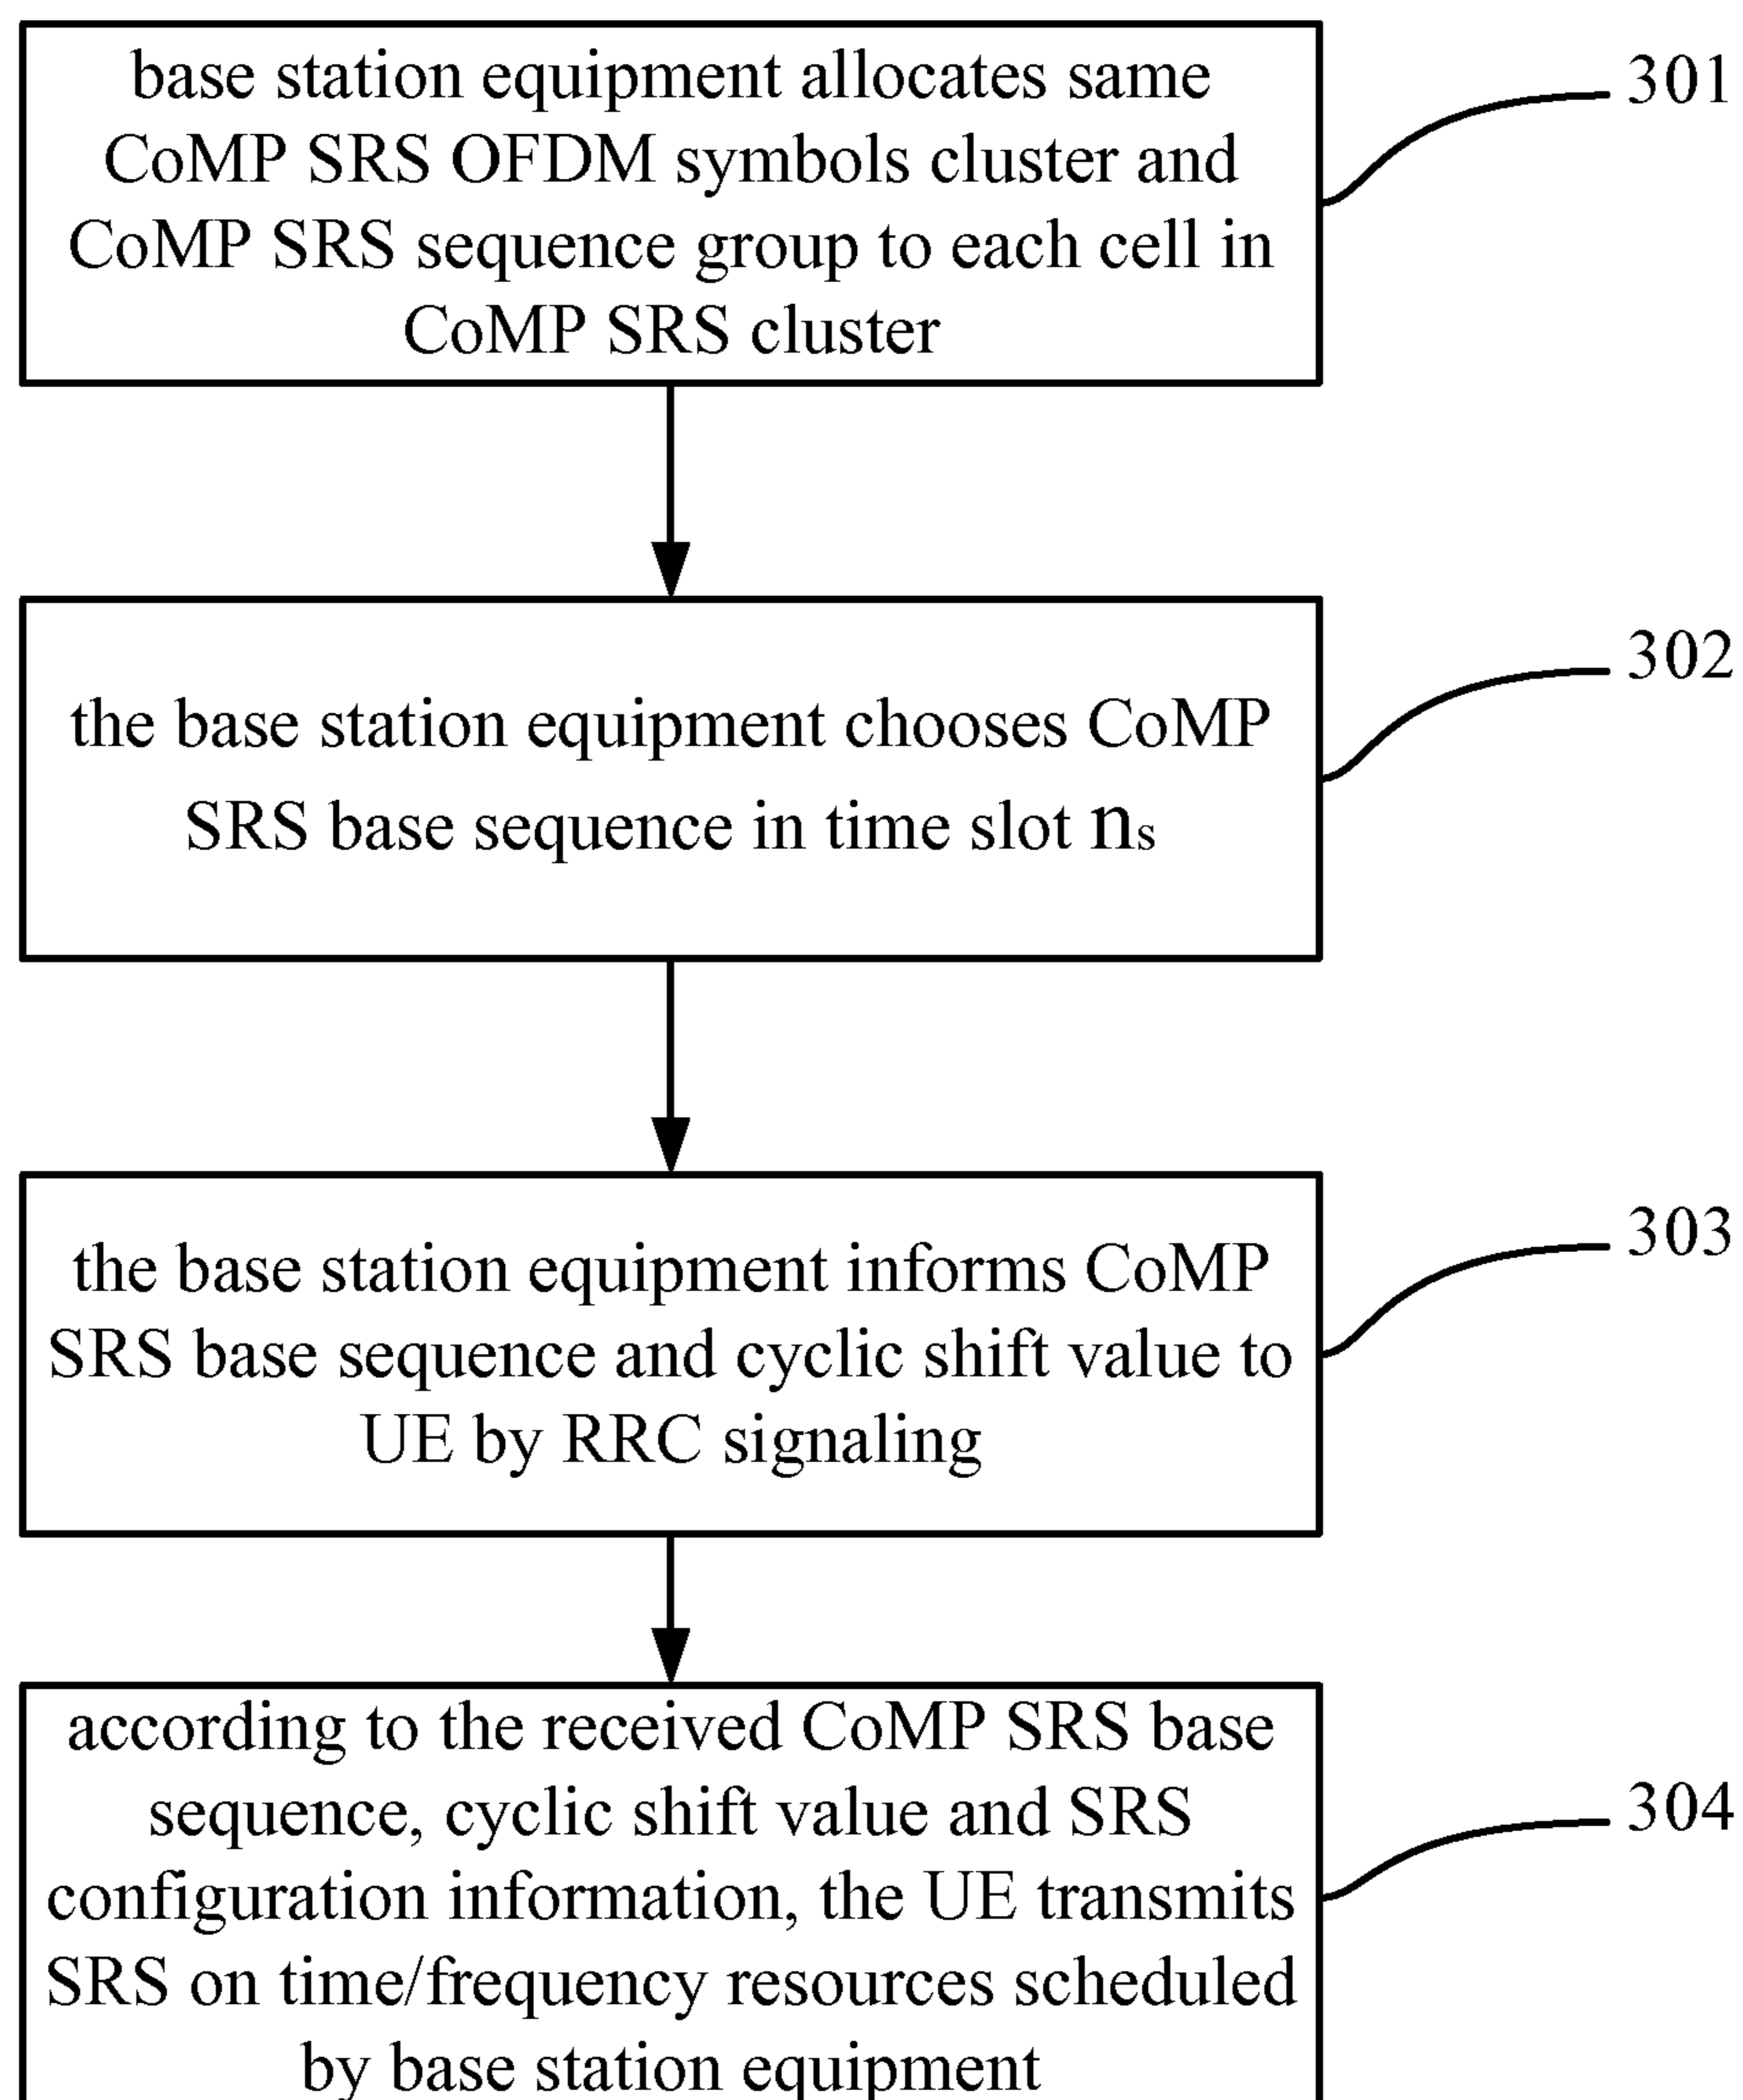 base station equipment allocates same
CoMP SRS OFDM symbols cluster and
CoMP SRS sequence group to each cell in
CoMP SRS cluster
301
the base station equipment chooses CoMP
SRS base sequence in time slot ns
302
the base station equipment informs CoMP
SRS base sequence and cyclic shift value to
UE by RRC signaling
303
according to the received CoMP SRS base
sequence, cyclic shift value and SRS
configuration information, the UE transmits
SRS on time/frequency resources scheduled
by base station equipment
304